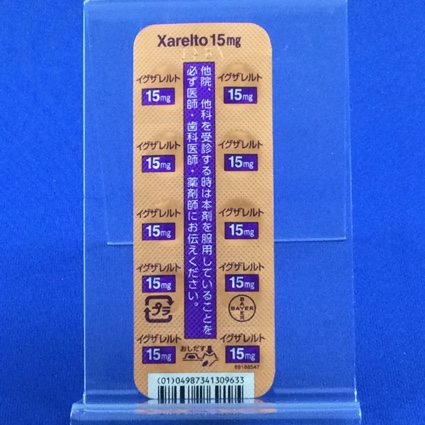 Xarelto 15mg
イグザレルト イグザレルト
15mg 15mg
イグザレルト イグザレルト
15mg 15mg
他院、他科を受診する時は本剤を服用していることを
必ず医師・歯科医師・薬剤師にお伝えください。
イグザレルト イグザレルト
15mg 15mg
イグザレルト イグザレルト
15mg 15mg
プラ
BAYER
BAYER
イグザレルト おしだす イグザレルト
15mg 15mg
(01)04987341309633